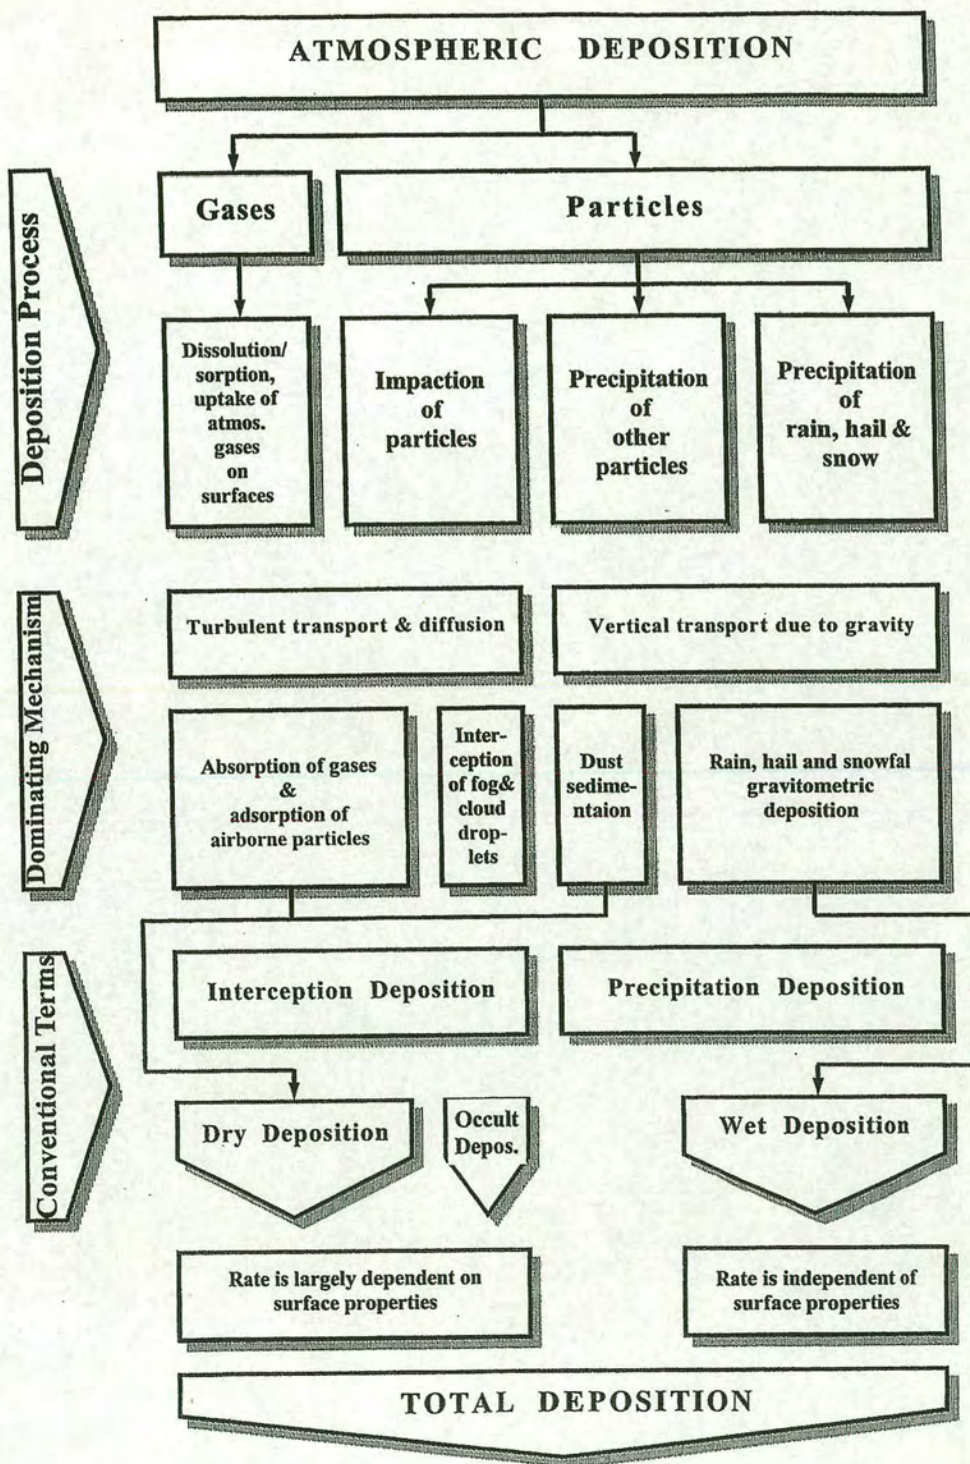 ATMOSPHERIC DEPOSITION
Deposition Process
Gases
Particles
Dissolution/
sorption,
uptake of
atmos.
gases
on
surfaces
Impaction
of
particles
Precipitation
of
other
particles
Precipitation
of
rain, hail &
snow
Dominating Mechanism
Turbulent transport & diffusion
Vertical transport due to gravity
Absorption of gases
&
adsorption of
airborne particles
Inter-
ception
of fog&
cloud
drop-
lets
Dust
sedime-
ntaion
Rain, hail and snowfal
gravitometric
deposition
Conventional Terms
Interception Deposition
Precipitation Deposition
Dry Deposition
Occult
Depos.
Wet Deposition
Rate is largely dependent on
surface properties
Rate is independent of
surface properties
TOTAL DEPOSITION